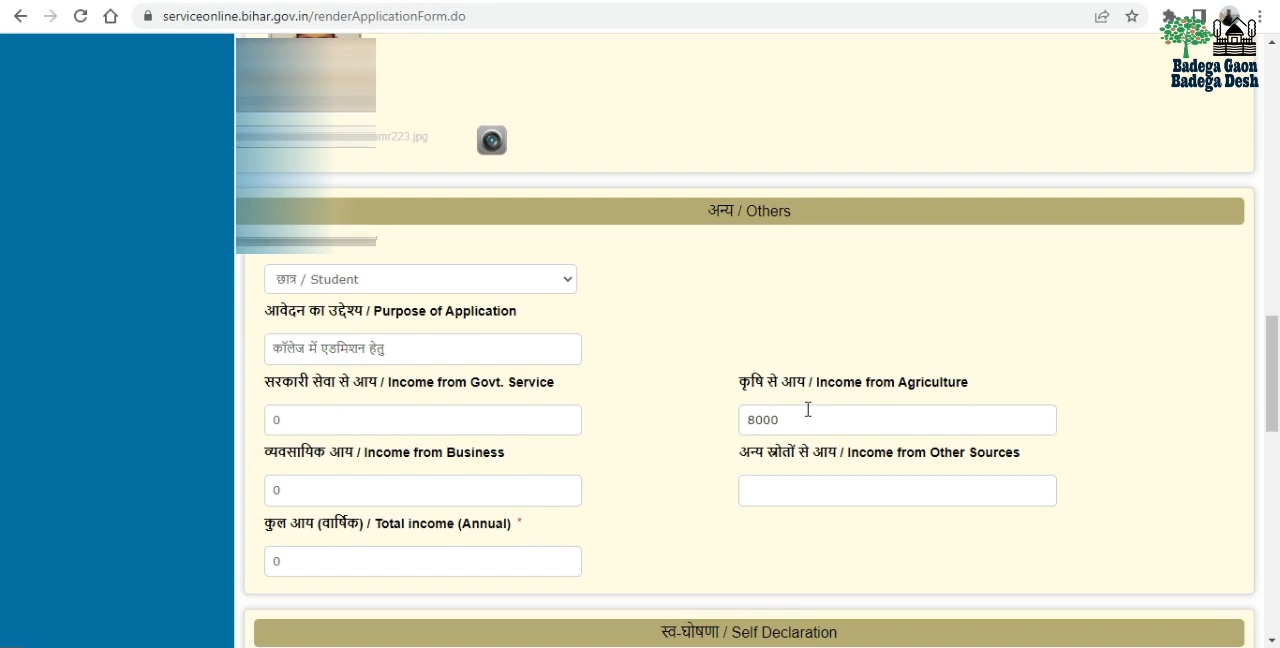 serviceonline.bihar.gov.in/renderApplicationForm.do
Badega Gaon
Badega Desh
mr223.jpg
अन्य / Others
छात्र / Student
आवेदन का उद्देश्य / Purpose of Application
कॉलेज में एडमिशन हेतु
सरकारी सेवा से आय / Income from Govt. Service
कृषि से आय / Income from Agriculture
0
8000
व्यवसायिक आय / Income from Business
अन्य स्रोतों से आय / Income from Other Sources
0
कुल आय (वार्षिक) / Total income (Annual) *
0
स्व-घोषणा / Self Declaration